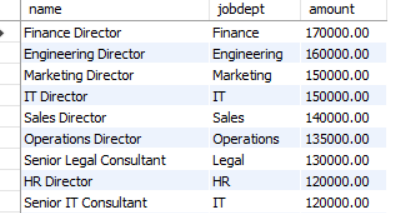 name jobdept amount
Finance Director Finance 170000.00
Engineering Director Engineering 160000.00
Marketing Director Marketing 150000.00
IT Director IT 150000.00
Sales Director Sales 140000.00
Operations Director Operations 135000.00
Senior Legal Consultant Legal 130000.00
HR Director HR 120000.00
Senior IT Consultant IT 120000.00